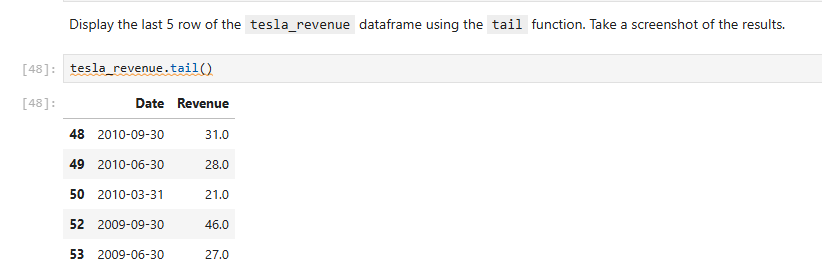 Display the last 5 row of the tesla_revenue dataframe using the tail function. Take a screenshot of the results.
[48]: tesla_revenue.tail()
[48]: Date Revenue
48 2010-09-30 31.0
49 2010-06-30 28.0
50 2010-03-31 21.0
52 2009-09-30 46.0
53 2009-06-30 27.0